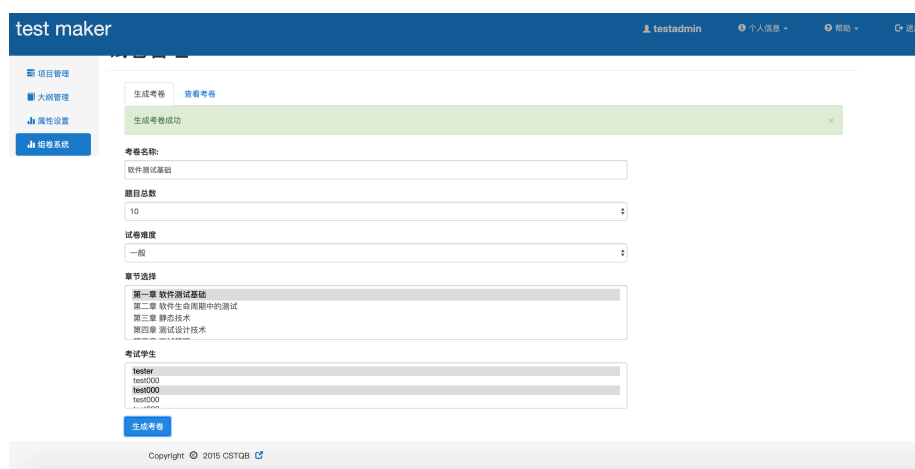 test maker
testadmin
个人信息
帮助
项目管理
大纲管理
属性设置
组卷系统
生成考卷
查看考卷
生成考卷成功
×
考卷名称:
软件测试基础
题目总数
10
试卷难度
一般
章节选择
第一章 软件测试基础
第二章 软件生命周期中的测试
第三章 静态技术
第四章 测试设计技术
考试学生
tester
test000
test000
test000
生成考卷
Copyright © 2015 CSTQB